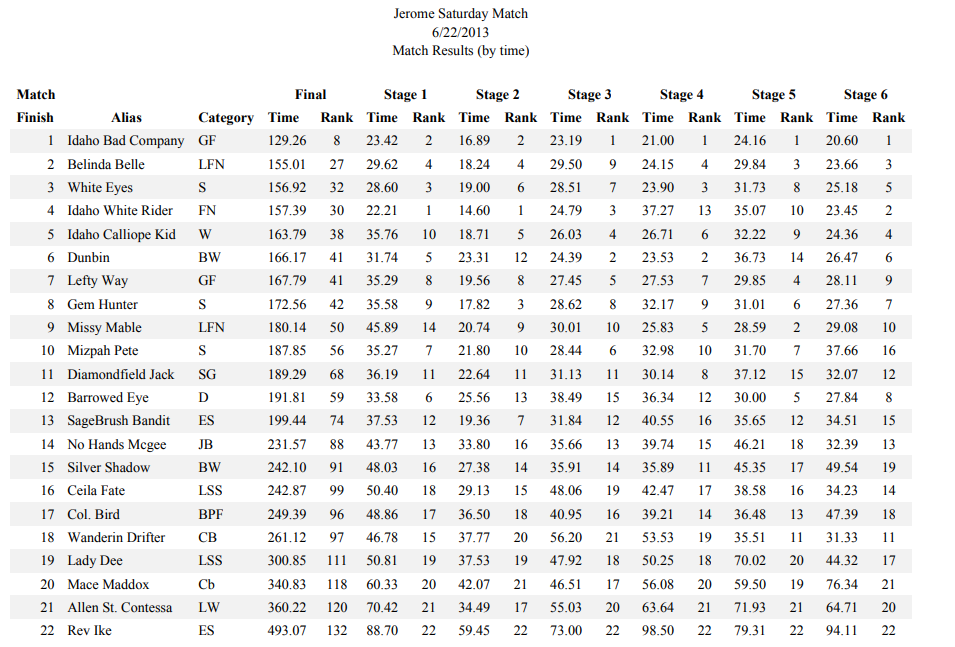 Jerome Saturday Match
6/22/2013
Match Results (by time)
Match Final Stage 1 Stage 2 Stage 3 Stage 4 Stage 5 Stage 6
Finish Alias Category Time Rank Time Rank Time Rank Time Rank Time Rank Time Rank Time Rank
1 Idaho Bad Company GF 129.26 8 23.42 2 16.89 2 23.19 1 21.00 1 24.16 1 20.60 1
2 Belinda Belle LFN 155.01 27 29.62 4 18.24 4 29.50 9 24.15 4 29.84 3 23.66 3
3 White Eyes S 156.92 32 28.60 3 19.00 6 28.51 7 23.90 3 31.73 8 25.18 5
4 Idaho White Rider FN 157.39 30 22.21 1 14.60 1 24.79 3 37.27 13 35.07 10 23.45 2
5 Idaho Calliope Kid W 163.79 38 35.76 10 18.71 5 26.03 4 26.71 6 32.22 9 24.36 4
6 Dunbin BW 166.17 41 31.74 5 23.31 12 24.39 2 23.53 2 36.73 14 26.47 6
7 Lefty Way GF 167.79 41 35.29 8 19.56 8 27.45 5 27.53 7 29.85 4 28.11 9
8 Gem Hunter S 172.56 42 35.58 9 17.82 3 28.62 8 32.17 9 31.01 6 27.36 7
9 Missy Mable LFN 180.14 50 45.89 14 20.74 9 30.01 10 25.83 5 28.59 2 29.08 10
10 Mizpah Pete S 187.85 56 35.27 7 21.80 10 28.44 6 32.98 10 31.70 7 37.66 16
11 Diamondfield Jack SG 189.29 68 36.19 11 22.64 11 31.13 11 30.14 8 37.12 15 32.07 12
12 Barrowed Eye D 191.81 59 33.58 6 25.56 13 38.49 15 36.34 12 30.00 5 27.84 8
13 SageBrush Bandit ES 199.44 74 37.53 12 19.36 7 31.84 12 40.55 16 35.65 12 34.51 15
14 No Hands Mcgee JB 231.57 88 43.77 13 33.80 16 35.66 13 39.74 15 46.21 18 32.39 13
15 Silver Shadow BW 242.10 91 48.03 16 27.38 14 35.91 14 35.89 11 45.35 17 49.54 19
16 Ceila Fate LSS 242.87 99 50.40 18 29.13 15 48.06 19 42.47 17 38.58 16 34.23 14
17 Col. Bird BPF 249.39 96 48.86 17 36.50 18 40.95 16 39.21 14 36.48 13 47.39 18
18 Wanderin Drifter CB 261.12 97 46.78 15 37.77 20 56.20 21 53.53 19 35.51 11 31.33 11
19 Lady Dee LSS 300.85 111 50.81 19 37.53 19 47.92 18 50.25 18 70.02 20 44.32 17
20 Mace Maddox Cb 340.83 118 60.33 20 42.07 21 46.51 17 56.08 20 59.50 19 76.34 21
21 Allen St. Contessa LW 360.22 120 70.42 21 34.49 17 55.03 20 63.64 21 71.93 21 64.71 20
22 Rev Ike ES 493.07 132 88.70 22 59.45 22 73.00 22 98.50 22 79.31 22 94.11 22